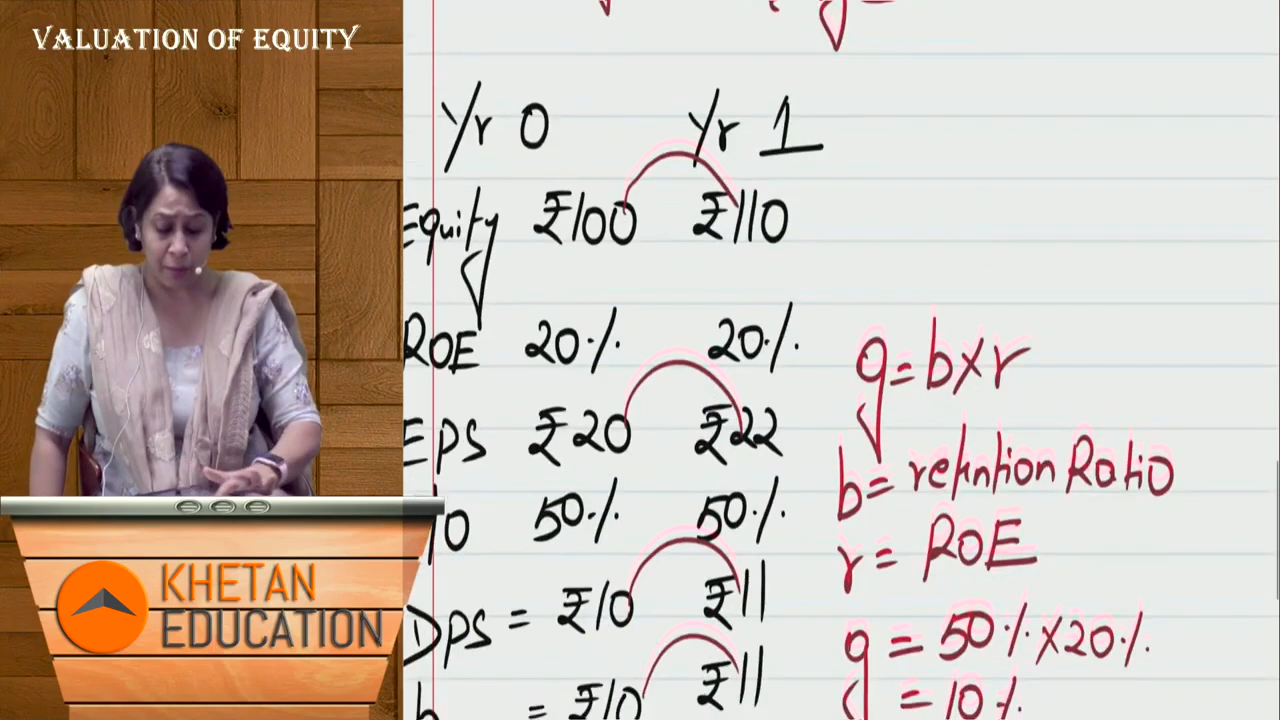 VALUATION OF EQUITY
Yr 0 Yr 1
Equity ₹100 ₹110
ROE 20% 20%
EPS ₹20 ₹22
50% 50%
DPS = ₹10 ₹11
b = ₹10 ₹11
g = b×r
b = retention Ratio
r = ROE
g = 50% × 20%
= 10%
KHETAN
EDUCATION